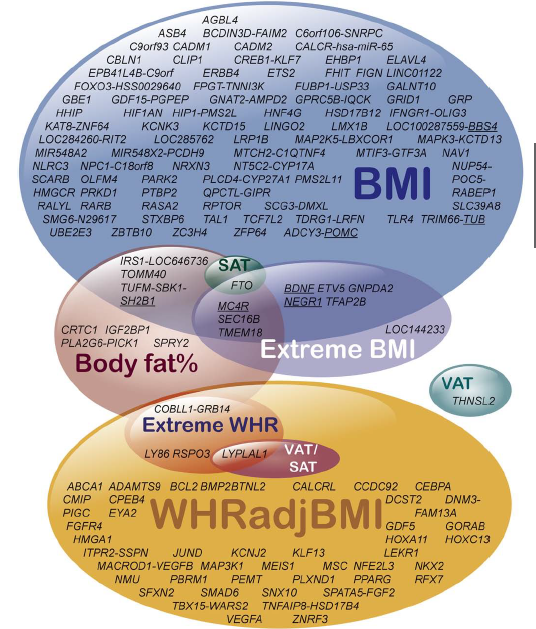 AGBL4
ASB4 BCDIN3D-FAIM2 C6orf106-SNRPC
C9orf93 CADM1 CADM2 CALCR-hsa-miR-65
CBLN1 CLIP1 CREB1-KLF7 EHBP1 ELAVL4
EPB41L4B-C9orf ERBB4 ETS2 FHIT FIGN LINC01122
FOXO3-HSS0029640 FPGT-TNNI3K FUBP1-USP33 GALNT10
GBE1 GDF15-PGPEP GNAT2-AMPD2 GPRC5B-IQCK GRID1 GRP
HHIP HIF1AN HIP1-PMS2L HNF4G HSD17B12 IFNGR1-OLIG3
KAT8-ZNF64 KCNK3 KCTD15 LINGO2 LMX1B LOC100287559-BBS4
LOC284260-RIT2 LOC285762 LRP1B MAP2K5-LBXCOR1 MAPK3-KCTD13
MIR548A2 MIR548X2-PCDH9 MTCH2-C1QTNF4 MTIF3-GTF3A NAV1
NLRC3 NPC1-C18orf8 NRXN3 NT5C2-CYP17A NUP54-
SCARB OLFM4 PARK2 PLCD4-CYP27A1 PMS2L11 POC5-
HMGCR PRKD1 PTBP2 QPCTL-GIPR BMI RABEP1
RALYL RARB RASA2 RPTOR SCG3-DMXL SLC39A8
SMG6-N29617 STXBP6 TAL1 TCF7L2 TDRG1-LRFN TLR4 TRIM66-TUB
UBE2E3 ZBTB10 ZC3H4 ZFP64 ADCY3-POMC
IRS1-LOC646736 SAT
TOMM40
TUFM-SBK1- FTO BDNF ETV5 GNPDA2
SH2B1 MC4R NEGR1 TFAP2B
SEC16B
CRTC1 IGF2BP1 TMEM18 LOC144233
PLA2G6-PICK1 SPRY2 Extreme BMI
Body fat%
VAT
THNSL2
COBLL1-GRB14
Extreme WHR
LY86 RSPO3 LYPLAL1 VAT/
SAT
ABCA1 ADAMTS9 BCL2 BMP2BTNL2 CALCRL CCDC92 CEBPA
CMIP CPEB4 DCST2 DNM3-
PIGC EYA2 WHRadjBMI FAM13A
FGFR4 GDF5 GORAB
HMGA1 HOXA11 HOXC13
ITPR2-SSPN JUND KCNJ2 KLF13 LEKR1
MACROD1-VEGFB MAP3K1 MEIS1 MSC NFE2L3 NKX2
NMU PBRM1 PEMT PLXND1 PPARG RFX7
SFXN2 SMAD6 SNX10 SPATA5-FGF2
TBX15-WARS2 TNFAIP8-HSD17B4
VEGFA ZNRF3